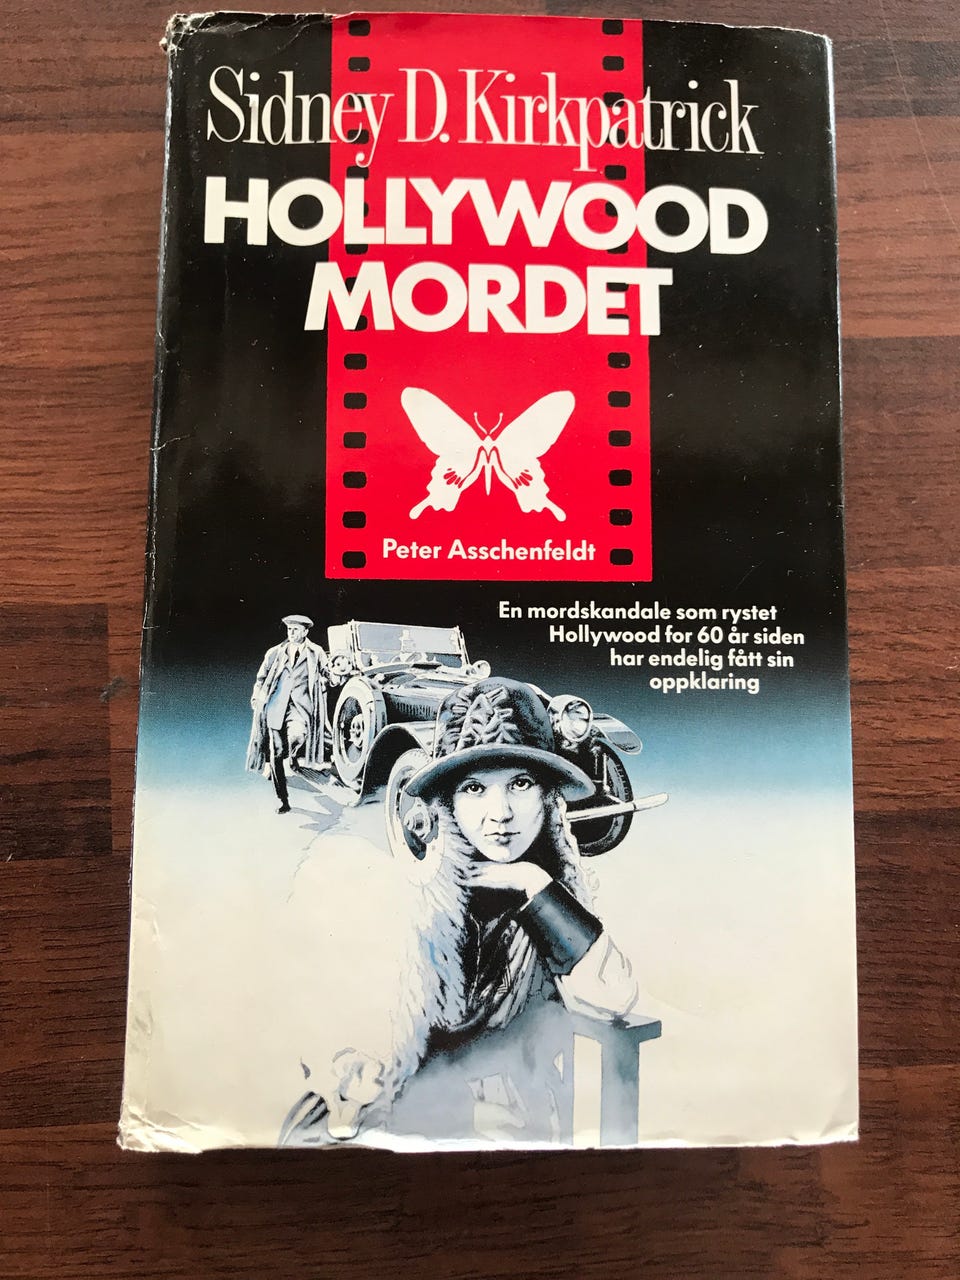 Sidney D. Kirkpatrick
HOLLYWOOD
MORDET
Peter Asschenfeldt
En mordskandale som rystet
Hollywood for 60 år siden
har endelig fått sin
oppklaring